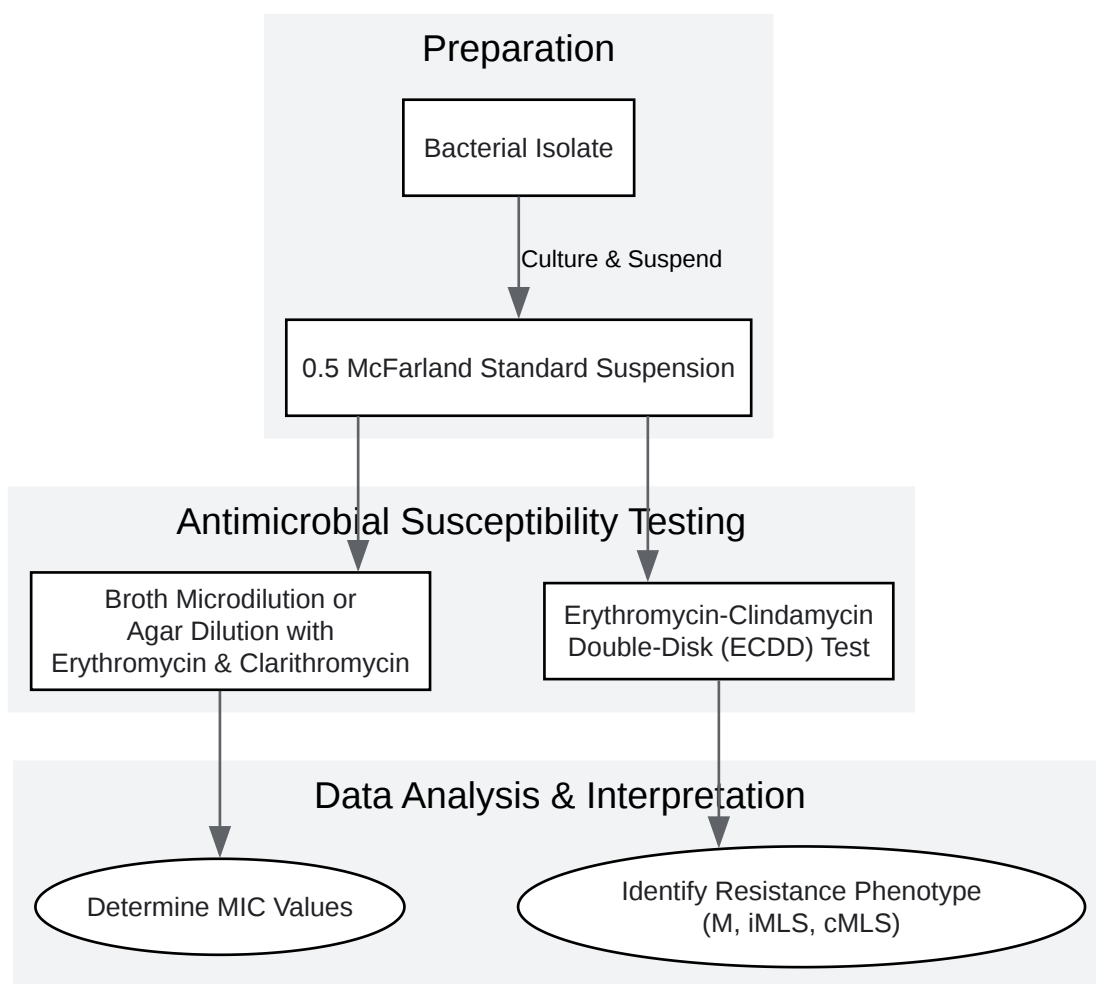 Preparation
Bacterial Isolate
Culture & Suspend
0.5 McFarland Standard Suspension
Antimicrobial Susceptibility Testing
Broth Microdilution or
Agar Dilution with
Erythromycin & Clarithromycin
Erythromycin-Clindamycin
Double-Disk (ECDD) Test
Data Analysis & Interpretation
Determine MIC Values
Identify Resistance Phenotype
(M, iMLS, cMLS)